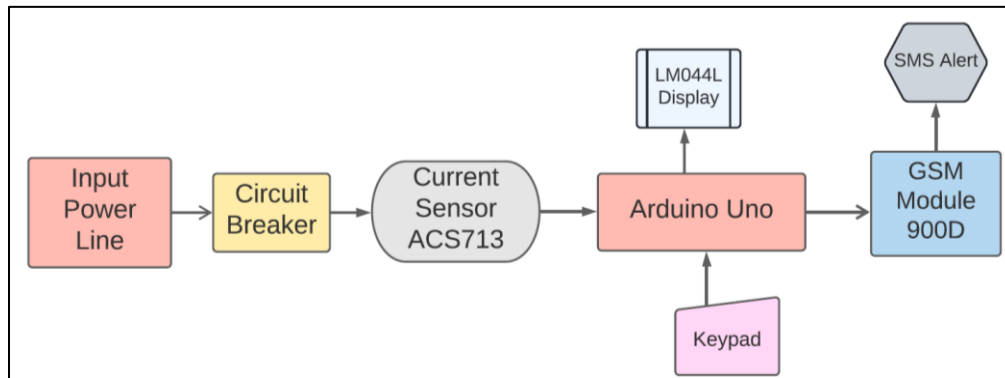 Input
Power
Line
Circuit
Breaker
Current
Sensor
ACS713
LM044L
Display
Arduino Uno
Keypad
SMS Alert
GSM
Module
900D